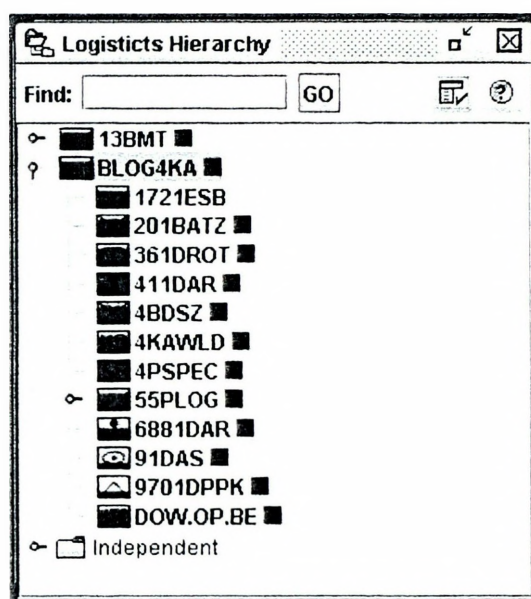 Logisticts Hierarchy
Find: GO
13BMT
BLOG4KA
1721ESB
201BATZ
361DROT
411DAR
4BDSZ
4KAWLD
4PSPEC
55PLOG
6881DAR
91DAS
9701DPPK
DOW.OP.BE
Independent